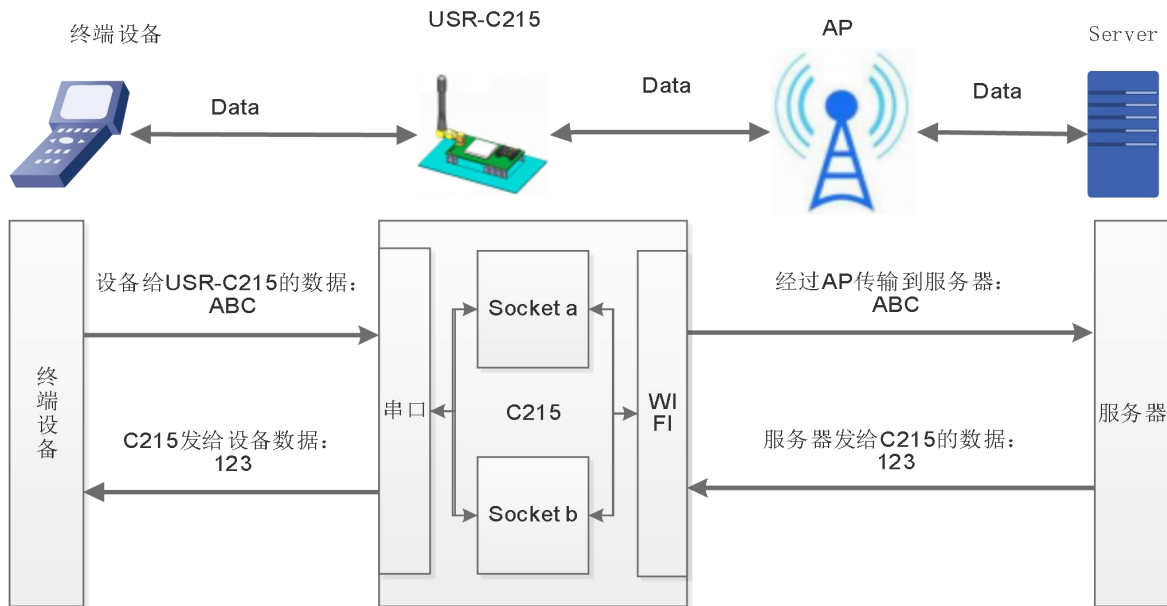 终端设备
USR-C215
AP
Server
Data
Data
Data
设备给USR-C215的数据：
ABC
经过AP传输到服务器：
ABC
Socket a
终端设备
串口
C215
WI
FI
服务器
C215发给设备数据：
123
服务器发给C215的数据：
123
Socket b